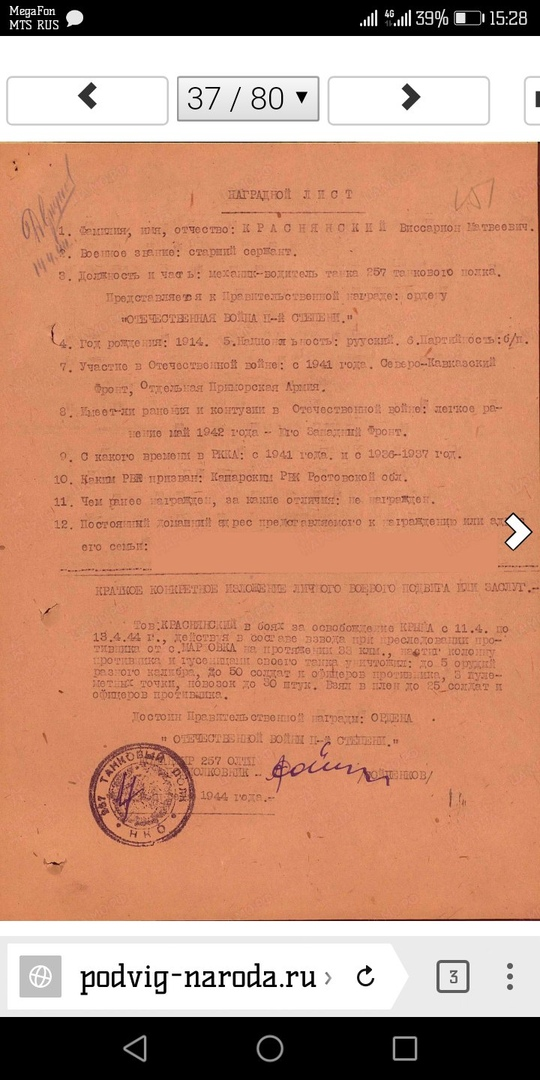 MegaFon
MTS RUS
4G 39% 15:28
37 / 80
НАГРАДНОЙ ЛИСТ
1. Фамилия, имя, отчество: КРАСНЯНСКИЙ Виссарион Матвеевич.
2. Военное звание: старший сержант.
3. Должность и часть: механик-водитель танка 257 танкового полка.
Представляется к Правительственной награде: ордену
"ОТЕЧЕСТВЕННАЯ ВОЙНА П-й СТЕПЕНИ."
4. Год рождения: 1914. 5. Национальность: русский. 6. Партийность: б/п.
7. Участие в Отечественной войне: с 1941 года. Северо-Кавказский
Фронт, Отдельная Приморская Армия.
8. Имеет-ли ранения и контузии в Отечественной войне: легкое ра-
нение май 1942 года - Юго Западный Фронт.
9. С какого времени в РККА: с 1941 года. и с 1936-1937 год.
10. Каким РВК призван: РВК Ростовской обл.
11. Чем ранее награжден, за какие отличия: не награжден.
12. Постоянный домашний адрес представляемого к награждению или адрес
его семьи:
КРАТКОЕ КОНКРЕТНОЕ ИЗЛОЖЕНИЕ ЛИЧНОГО БОЕВОГО ПОДВИГА ИЛИ ЗАСЛУГ.-
Тов. КРАСНЯНСКИЙ в боях за освобождение КРЫМА с 11.4. по
13.4.44 г., действуя в составе взвода при преследовании про-
тивника от с. на протяжении км., колонну
противника и гусеницами своего танка уничтожил: до 5 орудий
разного калибра, до 50 солдат и офицеров противника, 3 пуле-
метных точки, повозок до 30 штук. Взял в плен до 25 солдат и
офицеров противника.
Достоин Правительственной награды: ОРДЕНА
" ОТЕЧЕСТВЕННОЙ ВОЙНЫ П-й СТЕПЕНИ."
257
1944 года.-
257 ТАНКОВЫЙ ПОЛК
НКО
podvig-naroda.ru
3